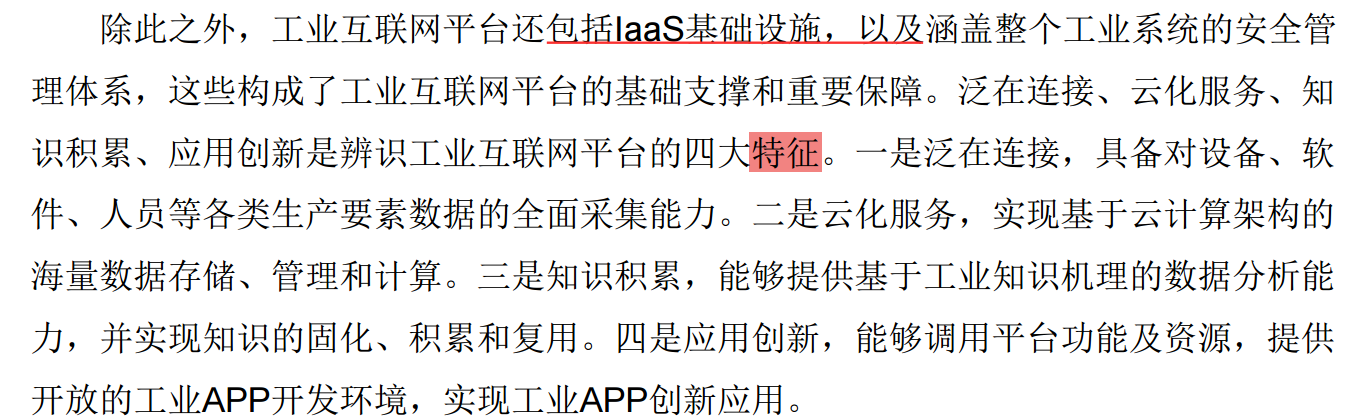 除此之外，工业互联网平台还包括IaaS基础设施，以及涵盖整个工业系统的安全管
理体系，这些构成了工业互联网平台的基础支撑和重要保障。泛在连接、云化服务、知
识积累、应用创新是辨识工业互联网平台的四大特征。一是泛在连接，具备对设备、软
件、人员等各类生产要素数据的全面采集能力。二是云化服务，实现基于云计算架构的
海量数据存储、管理和计算。三是知识积累，能够提供基于工业知识机理的数据分析能
力，并实现知识的固化、积累和复用。四是应用创新，能够调用平台功能及资源，提供
开放的工业APP开发环境，实现工业APP创新应用。